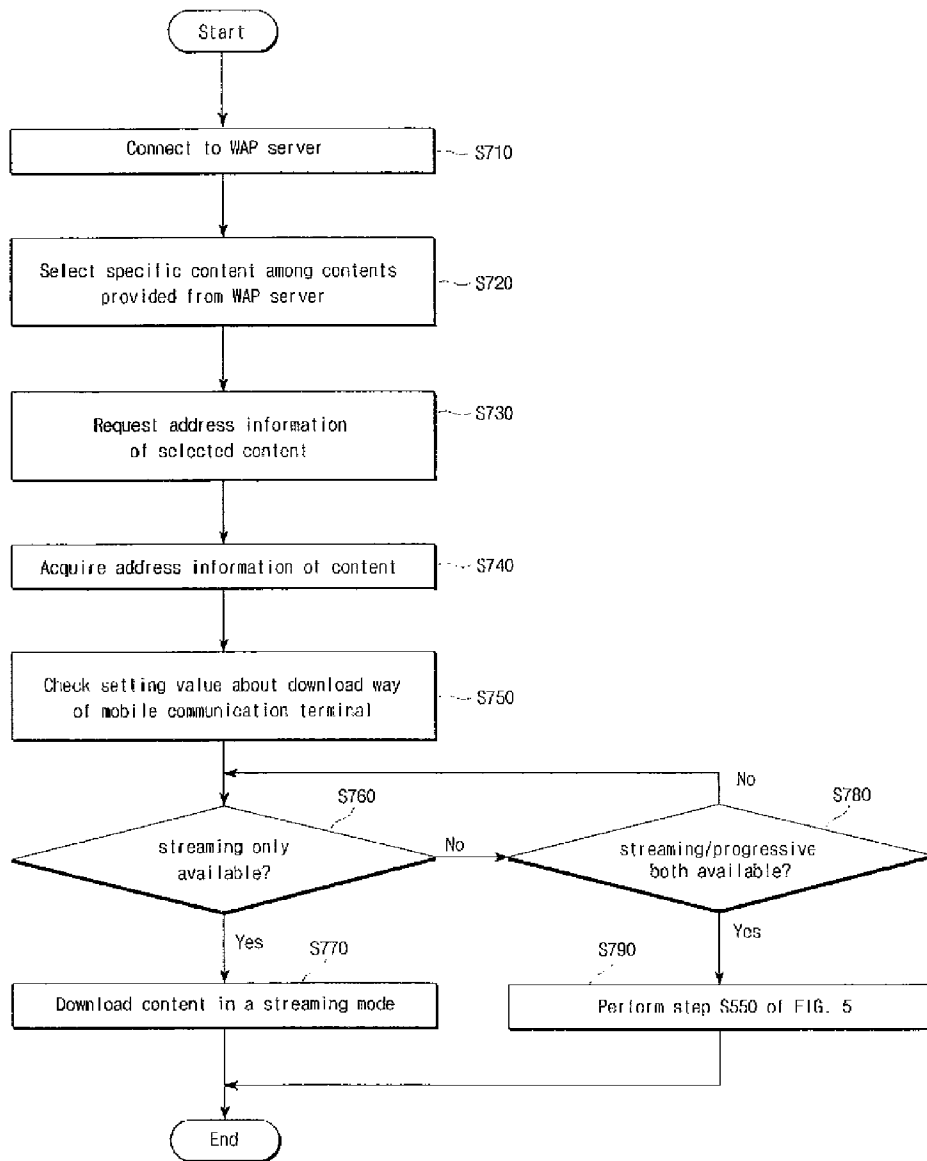 Start
Connect to WAP server
S710
Select specific content among contents
provided from WAP server
S720
Request address information
of selected content
S730
Acquire address information of content
S740
Check setting value about download way
of mobile communication terminal
S750
No
S760
S780
streaming only
available?
No
streaming/progressive
both available?
Yes
S770
S790
Yes
Download content in a streaming mode
Perform step S550 of FIG. 5
End